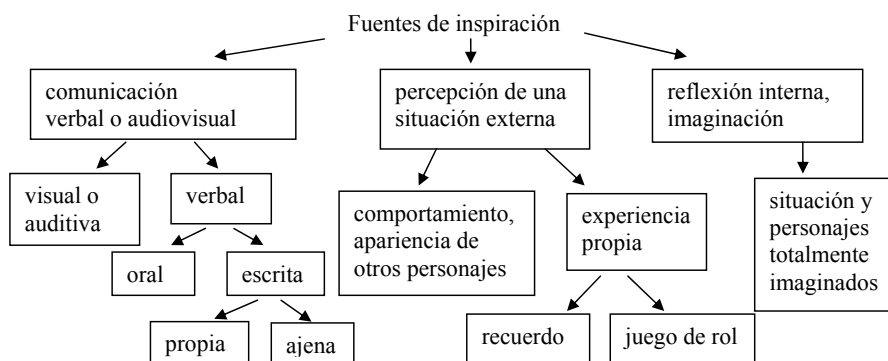 Fuentes de inspiración
comunicación
verbal o audiovisual
percepción de una
situación externa
reflexión interna,
imaginación
visual o
auditiva
verbal
comportamiento,
apariencia de
otros personajes
experiencia
propia
situación y
personajes
totalmente
imaginados
oral
escrita
propia
ajena
recuerdo
juego de rol